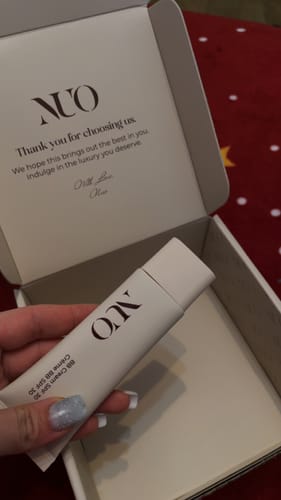 NUO
Thank you for choosing us.
We hope this brings out the best in you.
Indulge in the luxury you deserve.
With Love,
Nuo
NUO
BB Cream SPF 30
Crème BB SPF 30